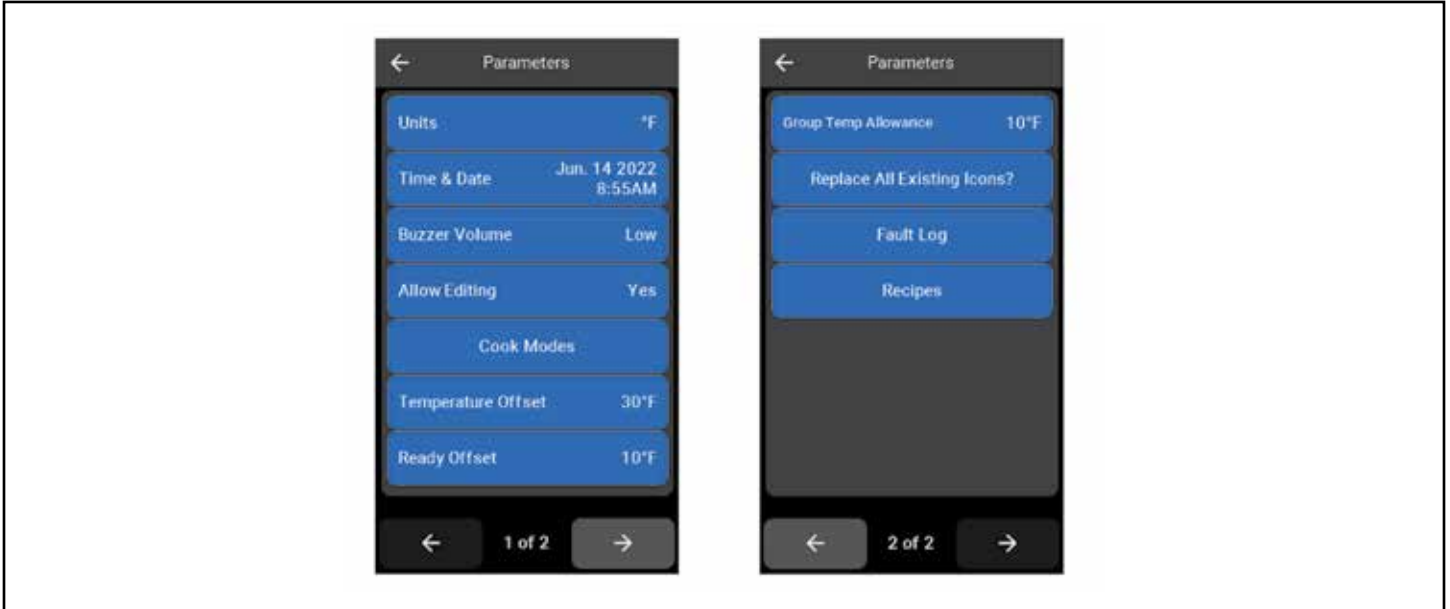 Parameters
Units °F
Time & Date Jun. 14 2022
8:55AM
Buzzer Volume Low
Allow Editing Yes
Cook Modes
Temperature Offset 30°F
Ready Offset 10°F
1 of 2
Parameters
Group Temp Allowance 10°F
Replace All Existing Icons?
Fault Log
Recipes
2 of 2